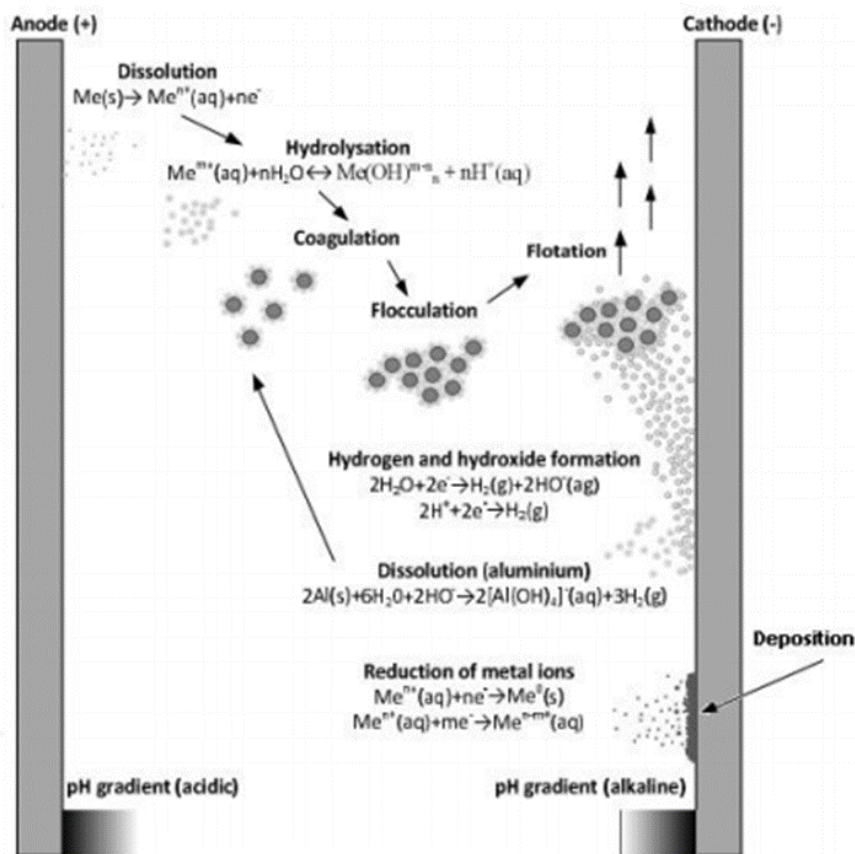 Anode (+)
Cathode (-)
Dissolution
Me(s)→ Meⁿ⁺(aq)+ne⁻
Hydrolysation
Meᵐ⁺(aq)+nH₂O↔Me(OH)ᵐ⁻ⁿₙ + nH⁺(aq)
Coagulation
Flotation
Flocculation
Hydrogen and hydroxide formation
2H₂O+2e⁻→H₂(g)+2HO⁻(ag)
2H⁺+2e⁻→H₂(g)
Dissolution (aluminium)
2Al(s)+6H₂0+2HO⁻→2[Al(OH)₄]⁻(aq)+3H₂(g)
Deposition
Reduction of metal ions
Meⁿ⁺(aq)+ne⁻→Me⁰(s)
Meⁿ⁺(aq)+me⁻→Meⁿ⁻ᵐ⁺(aq)
pH gradient (acidic)
pH gradient (alkaline)